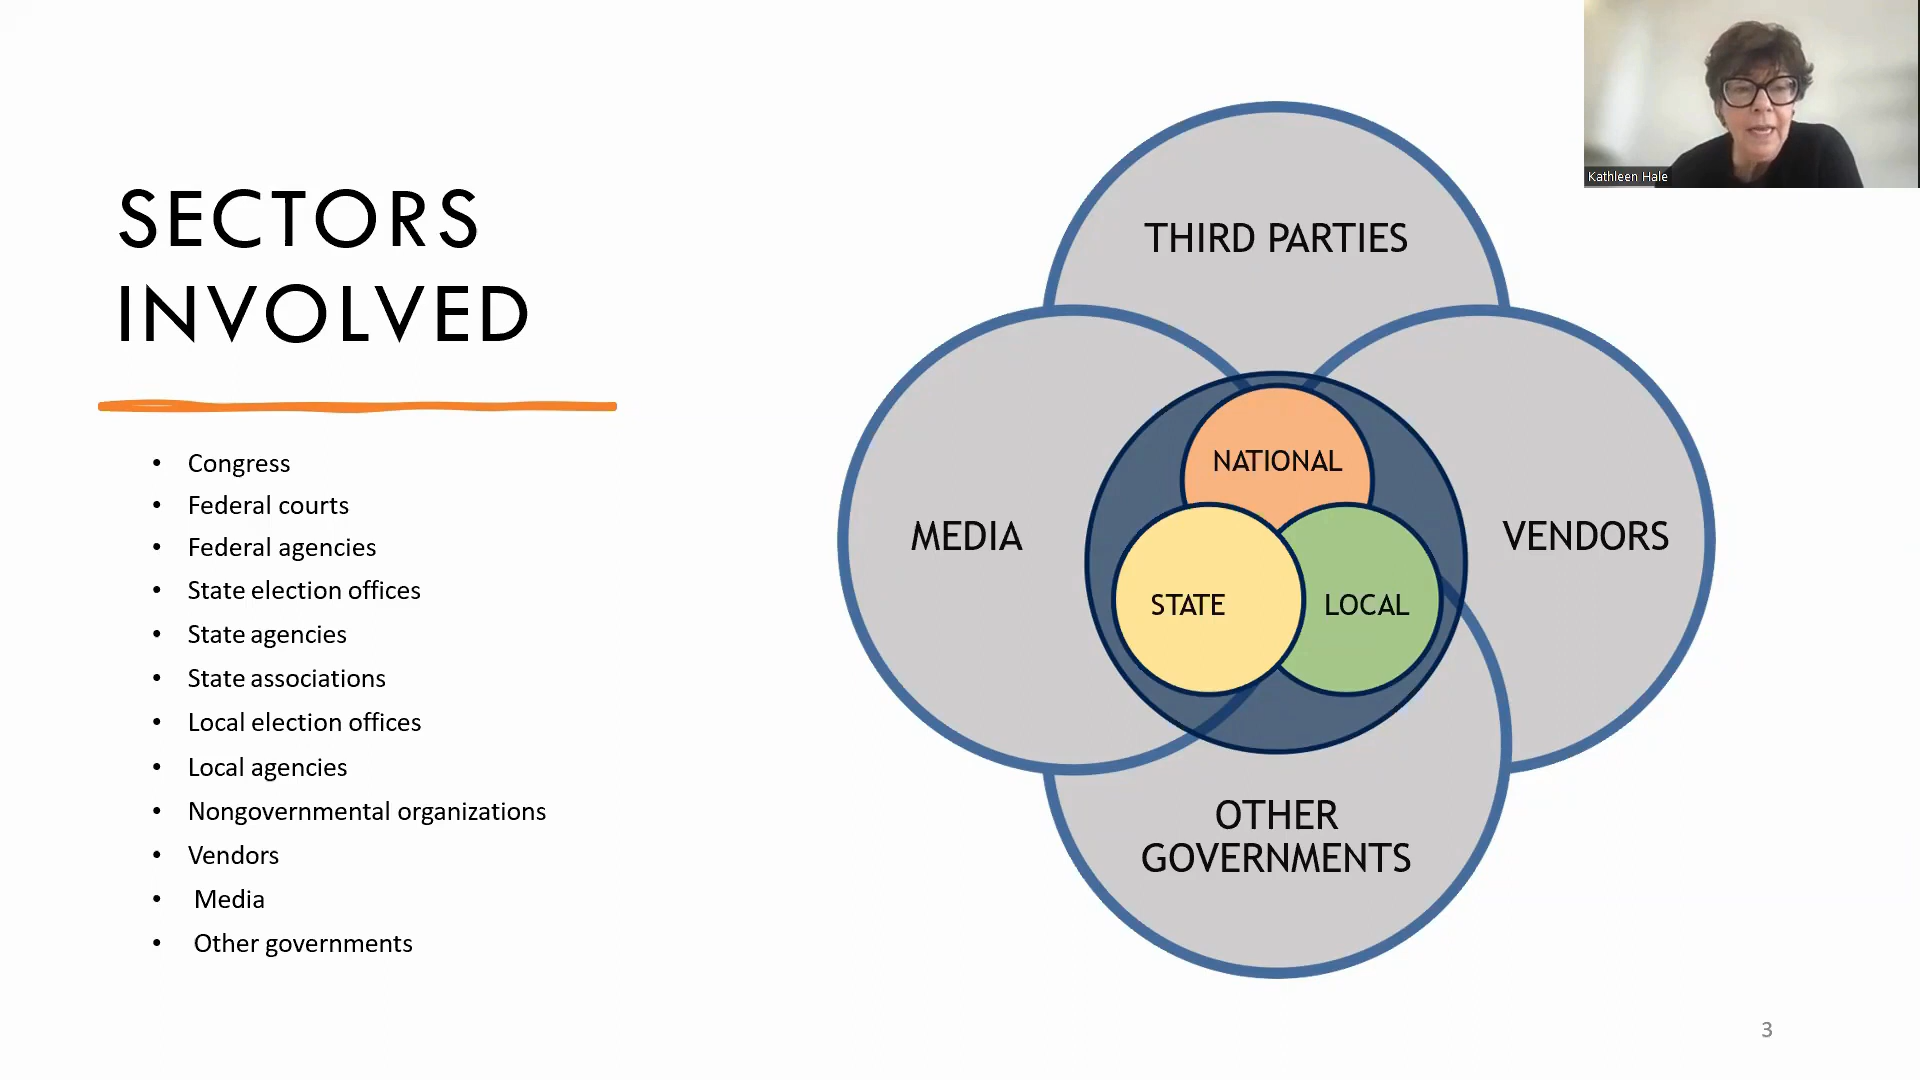 SECTORS
INVOLVED
• Congress
• Federal courts
• Federal agencies
• State election offices
• State agencies
• State associations
• Local election offices
• Local agencies
• Nongovernmental organizations
• Vendors
• Media
• Other governments
THIRD PARTIES
MEDIA
NATIONAL
STATE
LOCAL
VENDORS
OTHER
GOVERNMENTS
Kathleen Hale
3